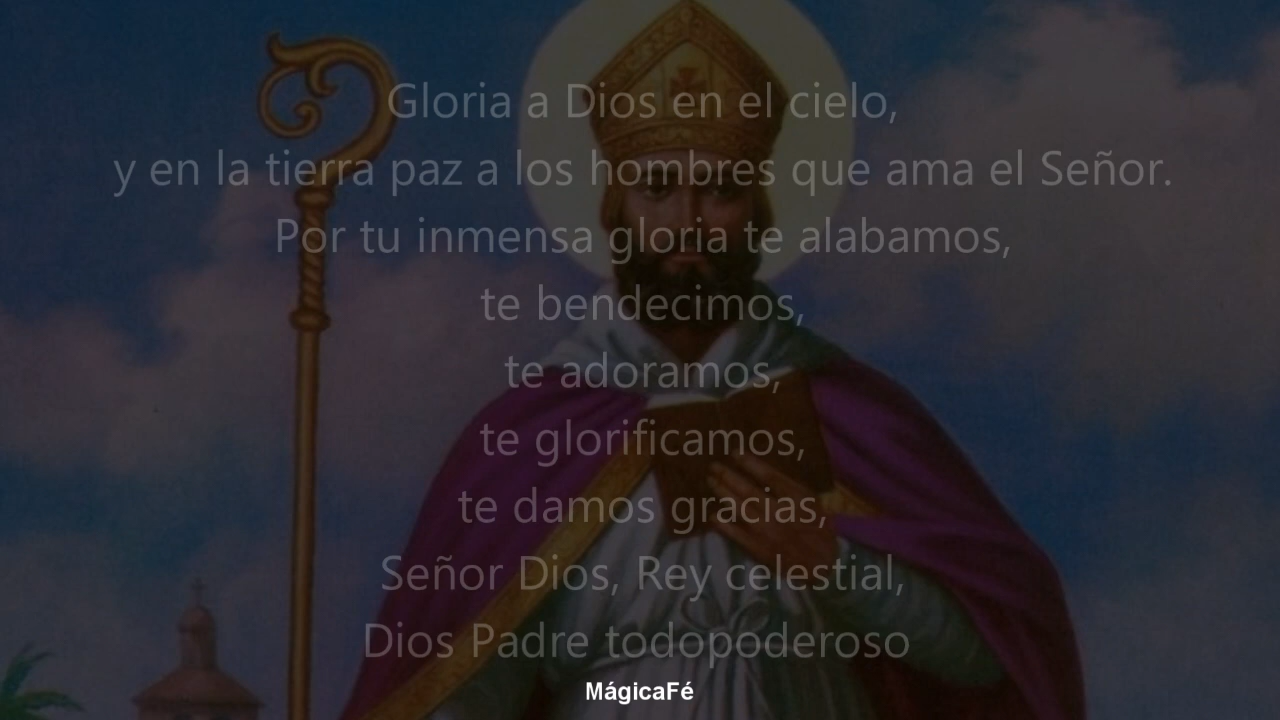 Gloria a Dios en el cielo,
y en la tierra paz a los hombres que ama el Señor.
Por tu inmensa gloria te alabamos,
te bendecimos,
te adoramos,
te glorificamos,
te damos gracias,
Señor Dios, Rey celestial,
Dios Padre todopoderoso
MágicaFé